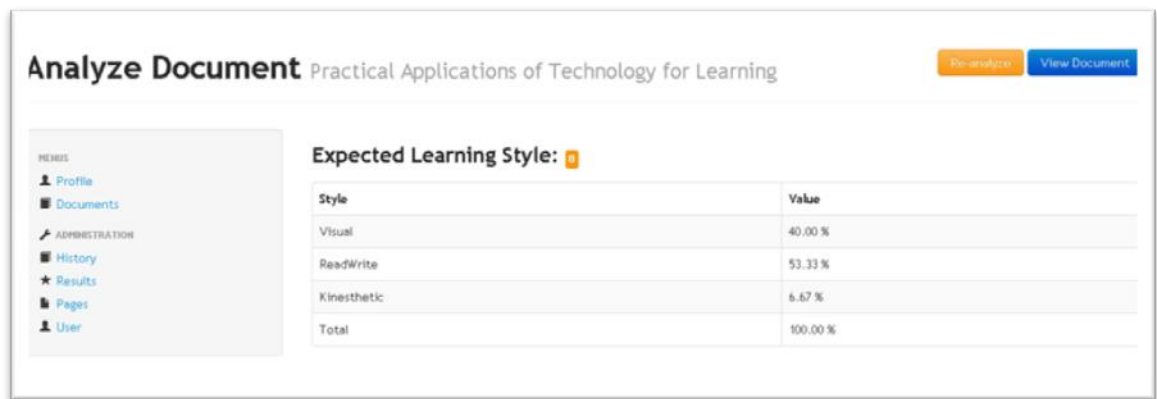 Analyze Document Practical Applications of Technology for Learning
Re-analyze View Document
MENUS
Profile
Documents
ADMINISTRATION
History
Results
Pages
User
Expected Learning Style:
Style Value
Visual 40.00 %
ReadWrite 53.33 %
Kinesthetic 6.67 %
Total 100.00 %